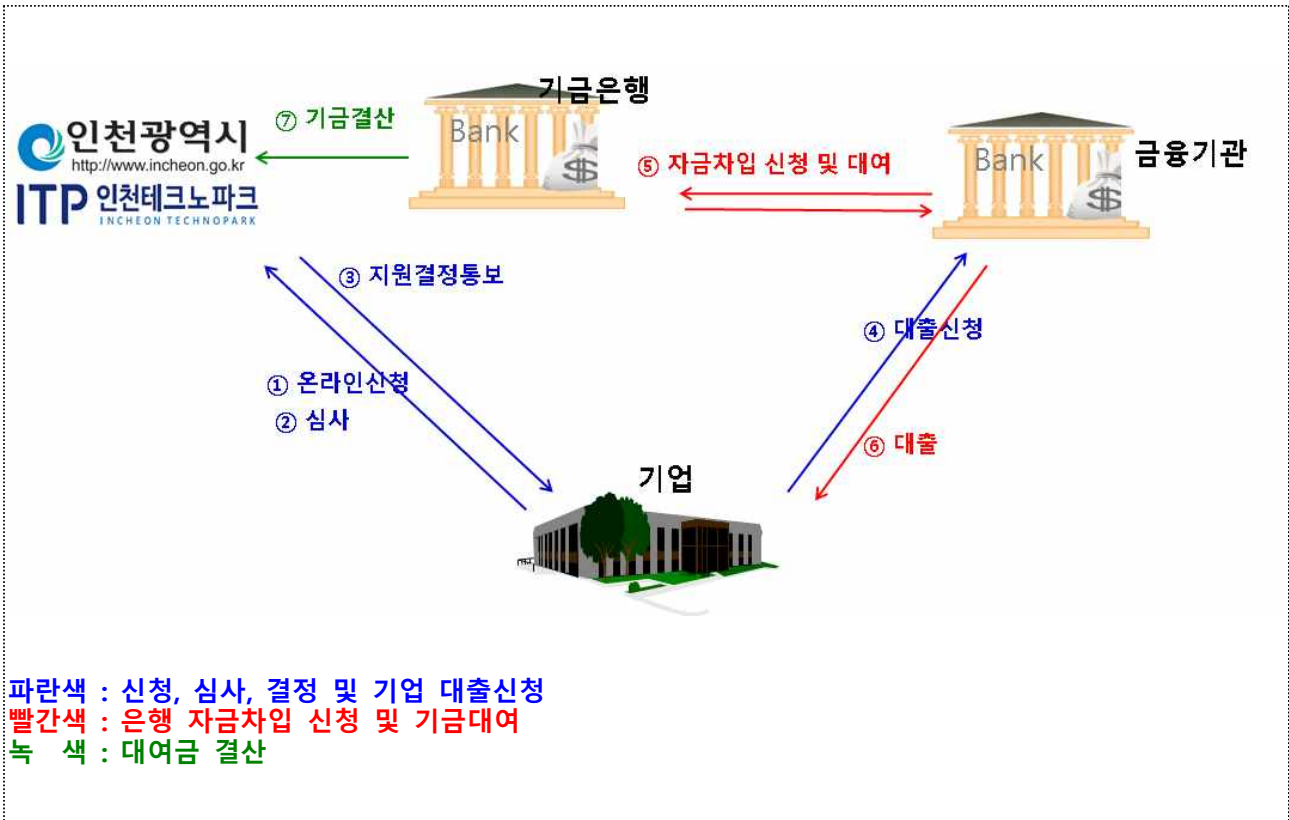 기금은행
Bank
⑦ 기금결산
인천광역시
http://www.incheon.go.kr
ITP 인천테크노파크
INCHEON TECHNOPARK
⑤ 자금차입 신청 및 대여
Bank
금융기관
③ 지원결정통보
④ 대출신청
① 온라인신청
② 심사
⑥ 대출
기업
파란색 : 신청, 심사, 결정 및 기업 대출신청
빨간색 : 은행 자금차입 신청 및 기금대여
녹 색 : 대여금 결산